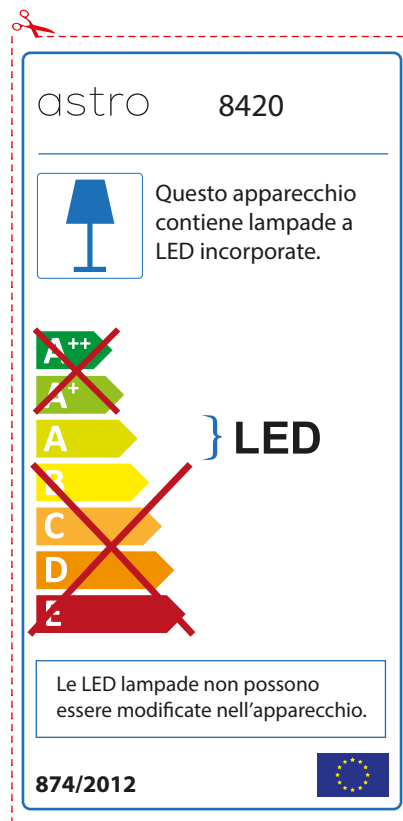 astro 8420
Questo apparecchio
contiene lampade a
LED incorporate.
A++
A+
A
} LED
B
C
D
E
Le LED lampade non possono
essere modificate nell'apparecchio.
874/2012